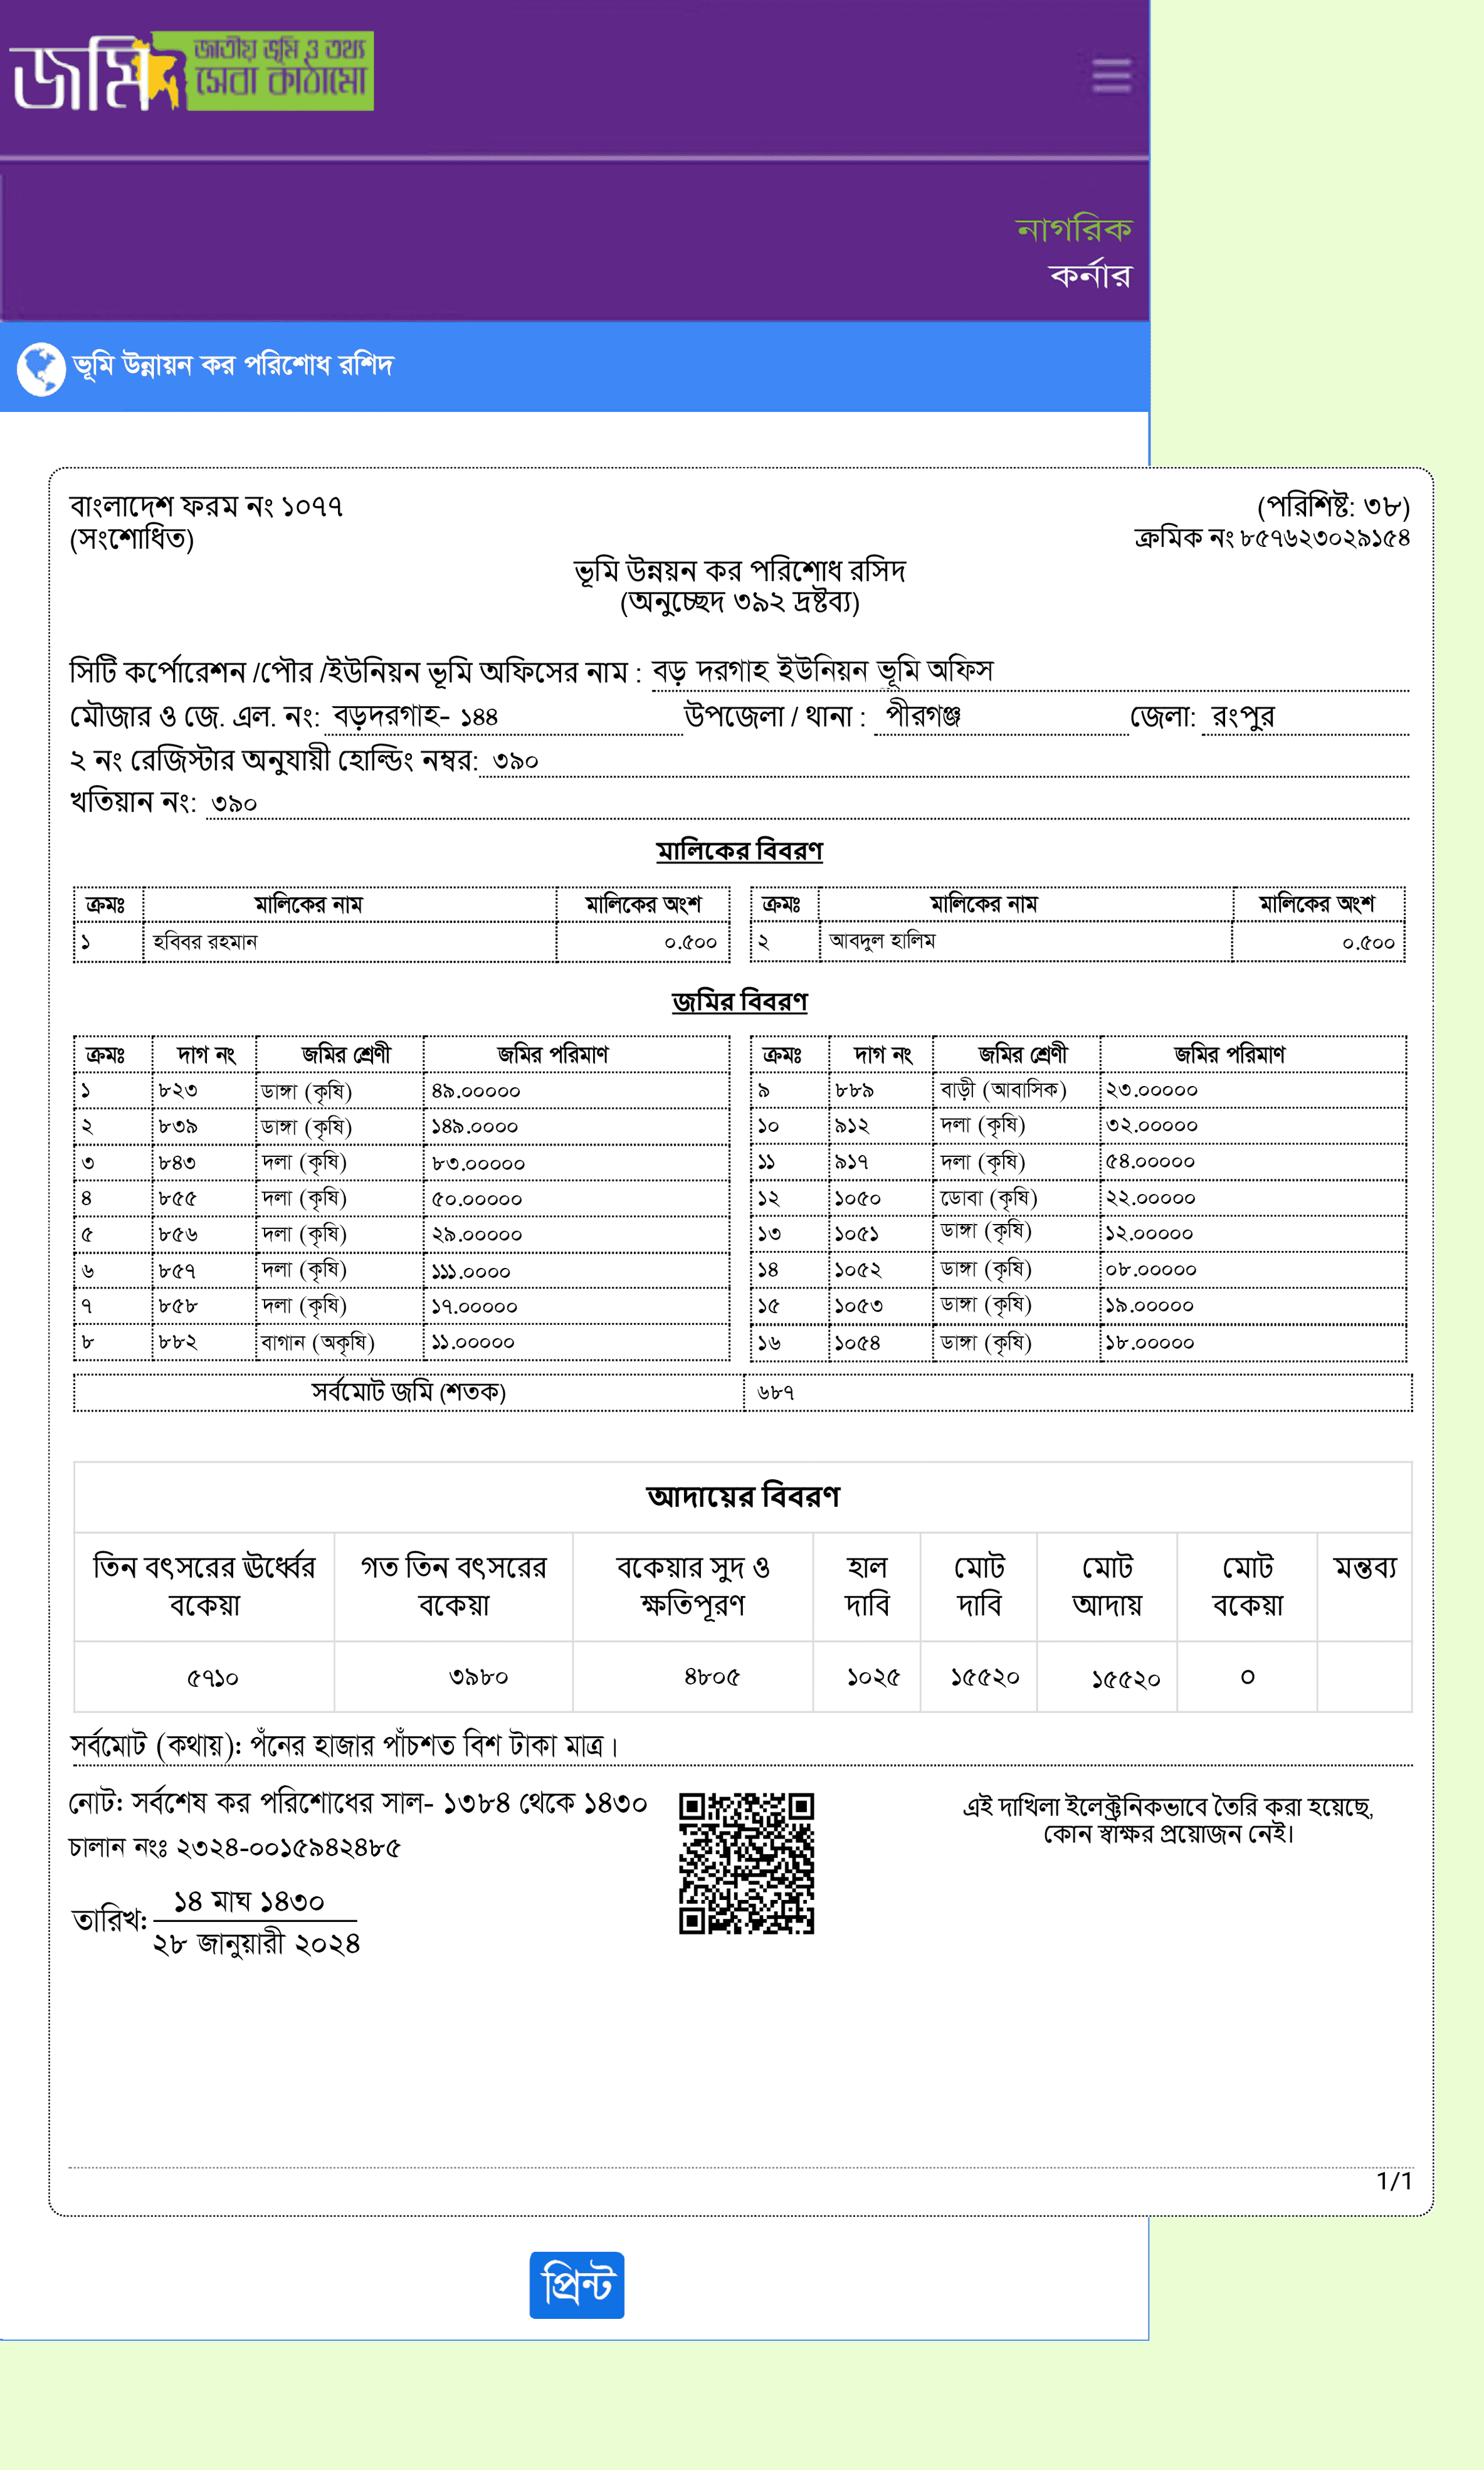 জমি জাতীয় ভূমি ও তথ্য
সেবা কাঠামো
নাগরিক
কর্নার
ভূমি উন্নায়ন কর পরিশোধ রশিদ
বাংলাদেশ ফরম নং ১০৭৭ (পরিশিষ্ট: ৩৮)
(সংশোধিত) ক্রমিক নং ৮৫৭৬২৩০২৯১৫৪
ভূমি উন্নয়ন কর পরিশোধ রসিদ
(অনুচ্ছেদ ৩৯২ দ্রষ্টব্য)
সিটি কর্পোরেশন /পৌর /ইউনিয়ন ভূমি অফিসের নাম : বড় দরগাহ ইউনিয়ন ভূমি অফিস
মৌজার ও জে. এল. নং: বড়দরগাহ- ১৪৪ উপজেলা / থানা : পীরগঞ্জ জেলা: রংপুর
২ নং রেজিস্টার অনুযায়ী হোল্ডিং নম্বর: ৩৯০
খতিয়ান নং: ৩৯০
মালিকের বিবরণ
ক্রমঃ মালিকের নাম মালিকের অংশ ক্রমঃ মালিকের নাম মালিকের অংশ
১ হবিবর রহমান ০.৫০০ ২ আবদুল হালিম ০.৫০০
জমির বিবরণ
ক্রমঃ দাগ নং জমির শ্রেণী জমির পরিমাণ ক্রমঃ দাগ নং জমির শ্রেণী জমির পরিমাণ
১ ৮২৩ ডাঙ্গা (কৃষি) ৪৯.০০০০০ ৯ ৮৮৯ বাড়ী (আবাসিক) ২৩.০০০০০
২ ৮৩৯ ডাঙ্গা (কৃষি) ১৪৯.০০০০ ১০ ৯১২ দলা (কৃষি) ৩২.০০০০০
৩ ৮৪৩ দলা (কৃষি) ৮৩.০০০০০ ১১ ৯১৭ দলা (কৃষি) ৫৪.০০০০০
৪ ৮৫৫ দলা (কৃষি) ৫০.০০০০০ ১২ ১০৫০ ডোবা (কৃষি) ২২.০০০০০
৫ ৮৫৬ দলা (কৃষি) ২৯.০০০০০ ১৩ ১০৫১ ডাঙ্গা (কৃষি) ১২.০০০০০
৬ ৮৫৭ দলা (কৃষি) ১১১.০০০০ ১৪ ১০৫২ ডাঙ্গা (কৃষি) ০৮.০০০০০
৭ ৮৫৮ দলা (কৃষি) ১৭.০০০০০ ১৫ ১০৫৩ ডাঙ্গা (কৃষি) ১৯.০০০০০
৮ ৮৮২ বাগান (অকৃষি) ১১.০০০০০ ১৬ ১০৫৪ ডাঙ্গা (কৃষি) ১৮.০০০০০
সর্বমোট জমি (শতক) ৬৮৭
আদায়ের বিবরণ
তিন বৎসরের ঊর্ধ্বের গত তিন বৎসরের বকেয়ার সুদ ও হাল মোট মোট মোট মন্তব্য
বকেয়া বকেয়া ক্ষতিপূরণ দাবি দাবি আদায় বকেয়া
৫৭১০ ৩৯৮০ ৪৮০৫ ১০২৫ ১৫৫২০ ১৫৫২০ ০
সর্বমোট (কথায়): পঁনের হাজার পাঁচশত বিশ টাকা মাত্র।
নোট: সর্বশেষ কর পরিশোধের সাল- ১৩৮৪ থেকে ১৪৩০
চালান নংঃ ২৩২৪-০০১৫৯৪২৪৮৫
তারিখ: ১৪ মাঘ ১৪৩০
২৮ জানুয়ারী ২০২৪
এই দাখিলা ইলেক্ট্রনিকভাবে তৈরি করা হয়েছে,
কোন স্বাক্ষর প্রয়োজন নেই।
1/1
প্রিন্ট